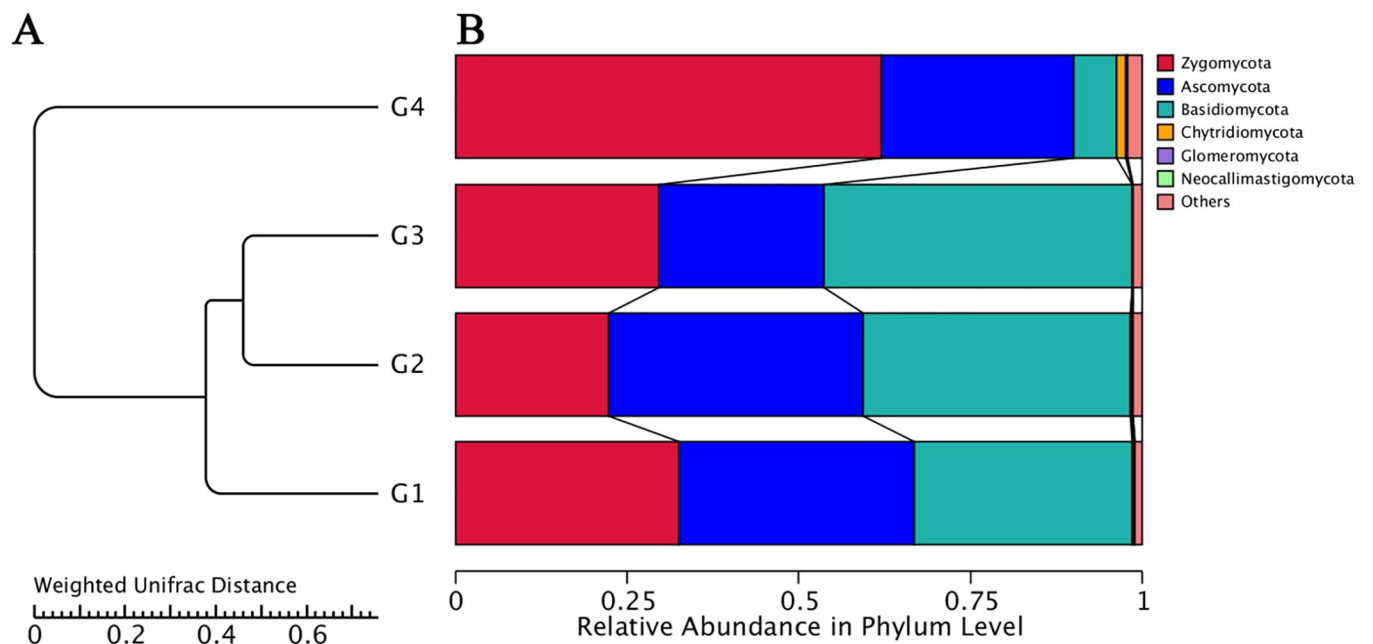 A
B
G4
G3
G2
G1
Zygomycota
Ascomycota
Basidiomycota
Chytridiomycota
Glomeromycota
Neocallimastigomycota
Others
Weighted Unifrac Distance
0 0.2 0.4 0.6
0 0.25 0.5 0.75 1
Relative Abundance in Phylum Level